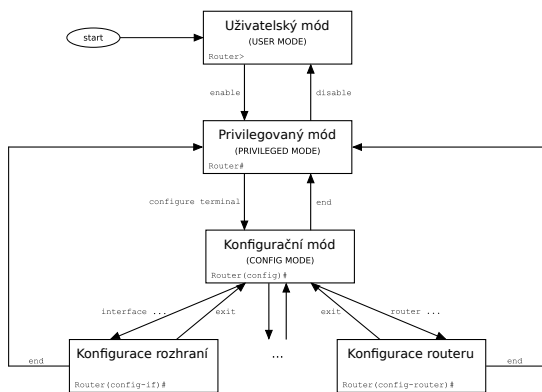 Uživatelský mód
start
(USER MODE)
Router>
enable
disable
Privilegovaný mód
(PRIVILEGED MODE)
Router#
configure terminal
end
Konfigurační mód
(CONFIG MODE)
Router(config)#
interface ...
exit
exit
router ...
Konfigurace rozhraní
...
Konfigurace routeru
end
end
Router(config-if)#
Router(config-router)#